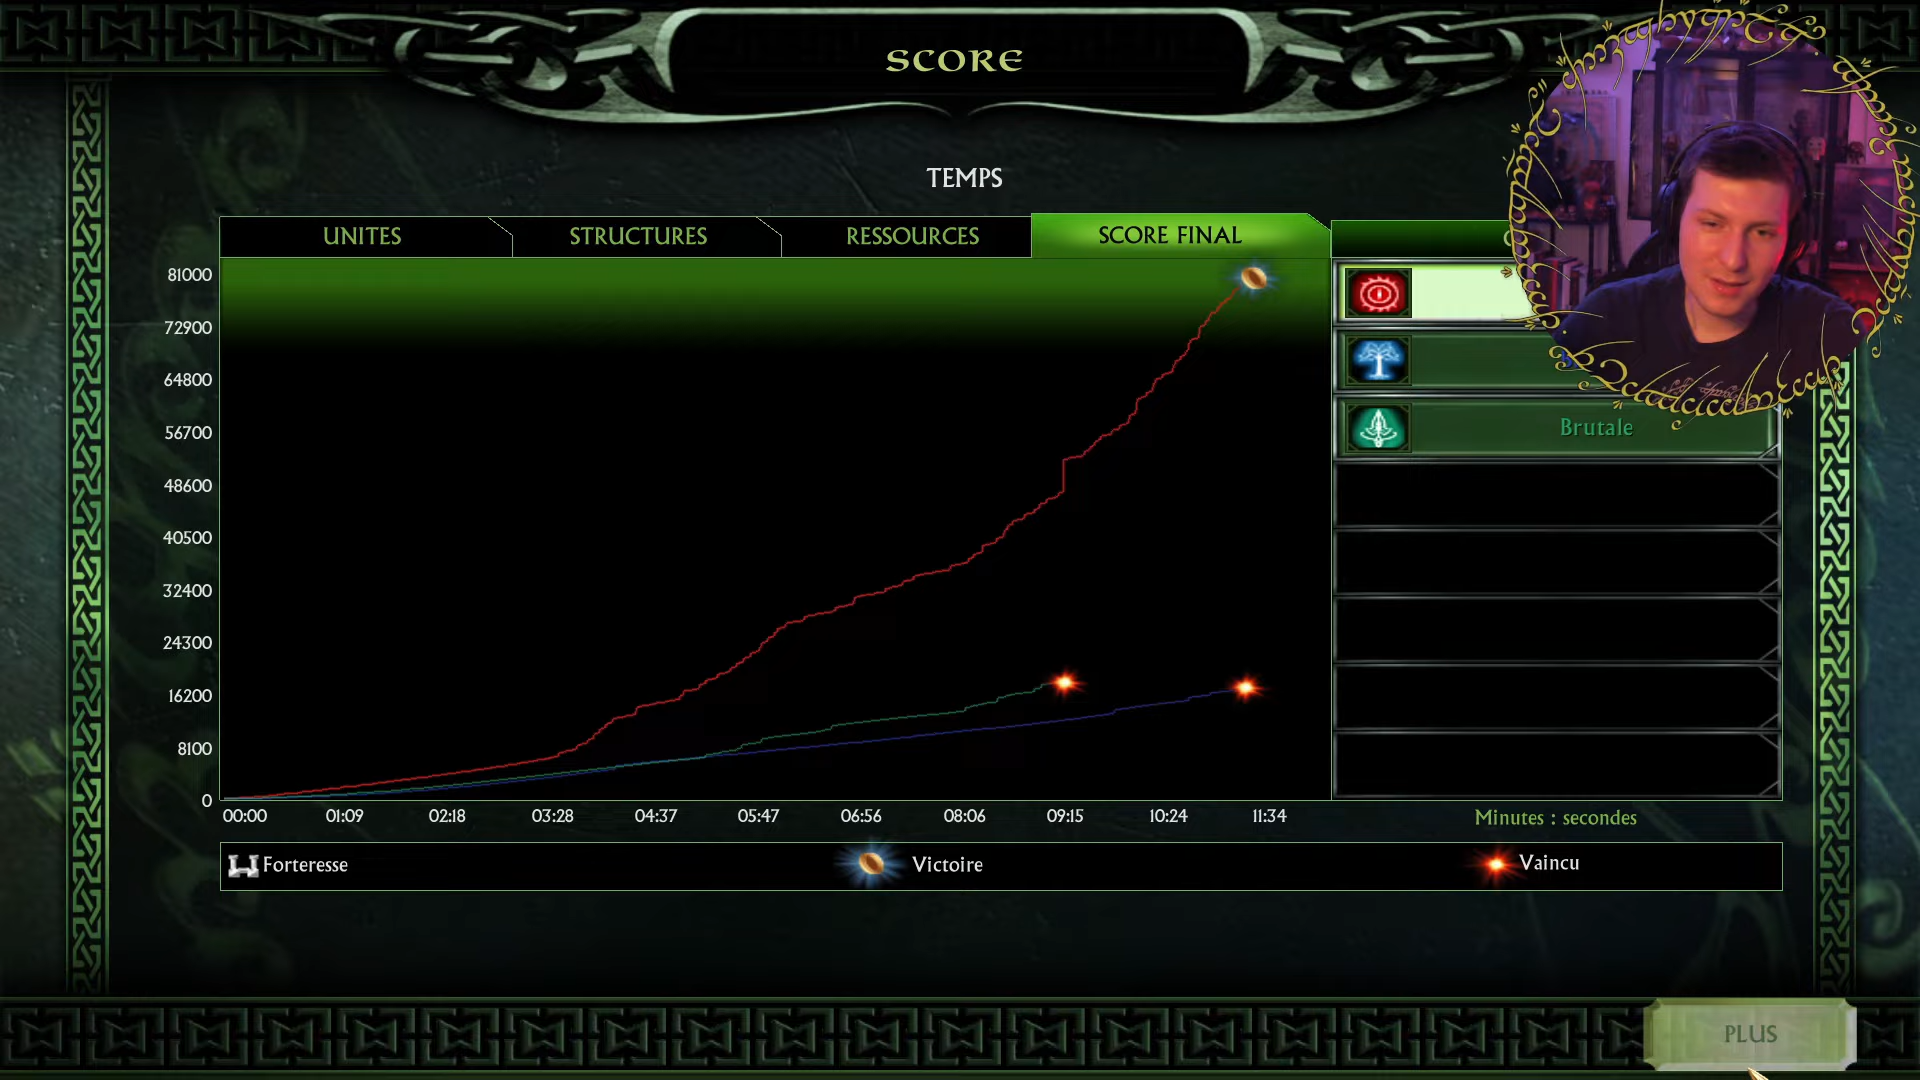 SCORE
TEMPS
UNITES
STRUCTURES
RESSOURCES
SCORE FINAL
81000
72900
64800
56700
48600
40500
32400
24300
16200
8100
0
Brutale
00:00
01:09
02:18
03:28
04:37
05:47
06:56
08:06
09:15
10:24
11:34
Minutes : secondes
Forteresse
Victoire
Vaincu
PLUS